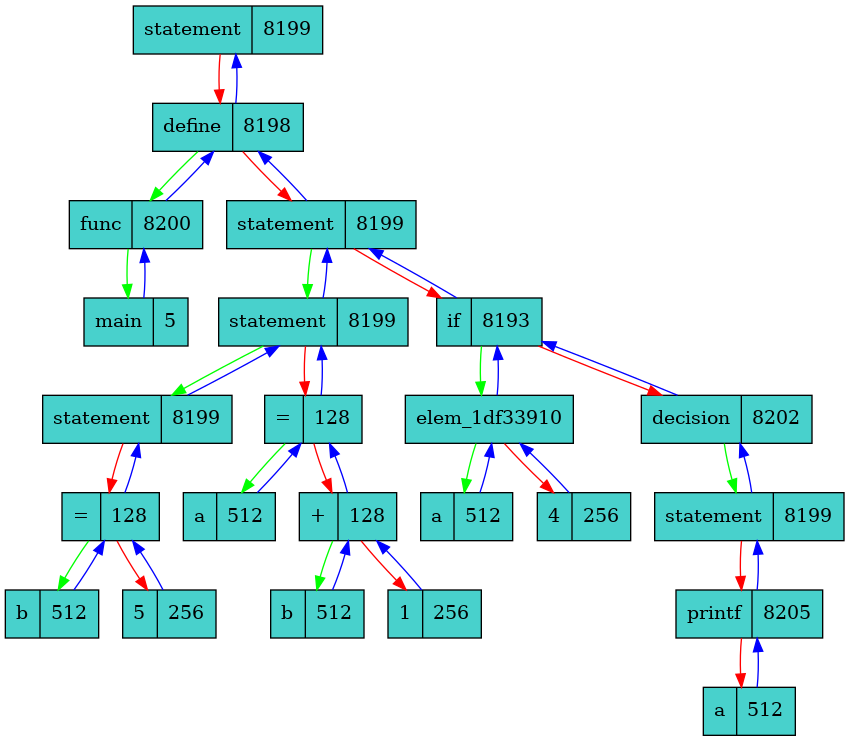 statement 8199
define 8198
func 8200
statement 8199
main 5
statement 8199
if 8193
statement 8199
= 128
elem_1df33910
decision 8202
= 128
a 512
+ 128
a 512
4 256
statement 8199
b 512
5 256
b 512
1 256
printf 8205
a 512